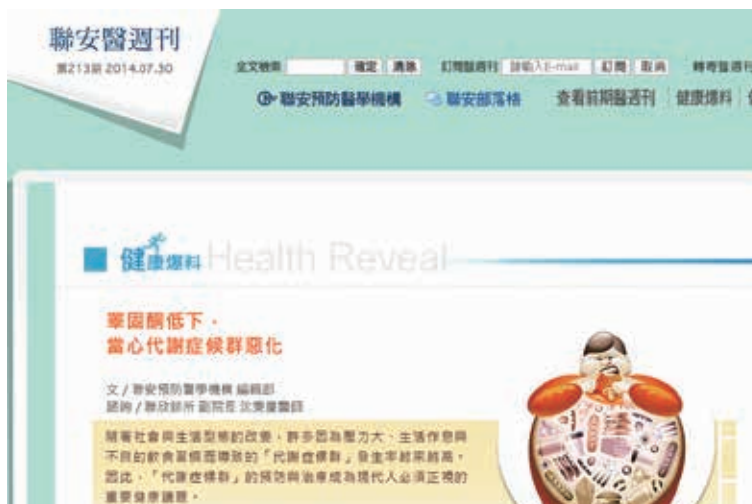 聯安醫週刊
第213期 2014.07.30
全文檢索 確定 清除 訂閱醫週刊 請輸入E-mail 訂閱 取消 轉寄醫週刊
聯安預防醫學機構 聯安部落格 查看前期醫週刊 健康爆料
健康爆料 Health Reveal
睪固酮低下，
當心代謝症候群惡化
文 / 聯安預防醫學機構 編輯部
諮詢 / 聯欣診所 副院長 醫師
隨著社會與生活型態的改變，許多因為壓力大、生活作息與
不良的飲食習慣而導致的「代謝症候群」發生率越來越高。
因此，「代謝症候群」的預防與治療成為現代人必須正視的
重要健康議題。